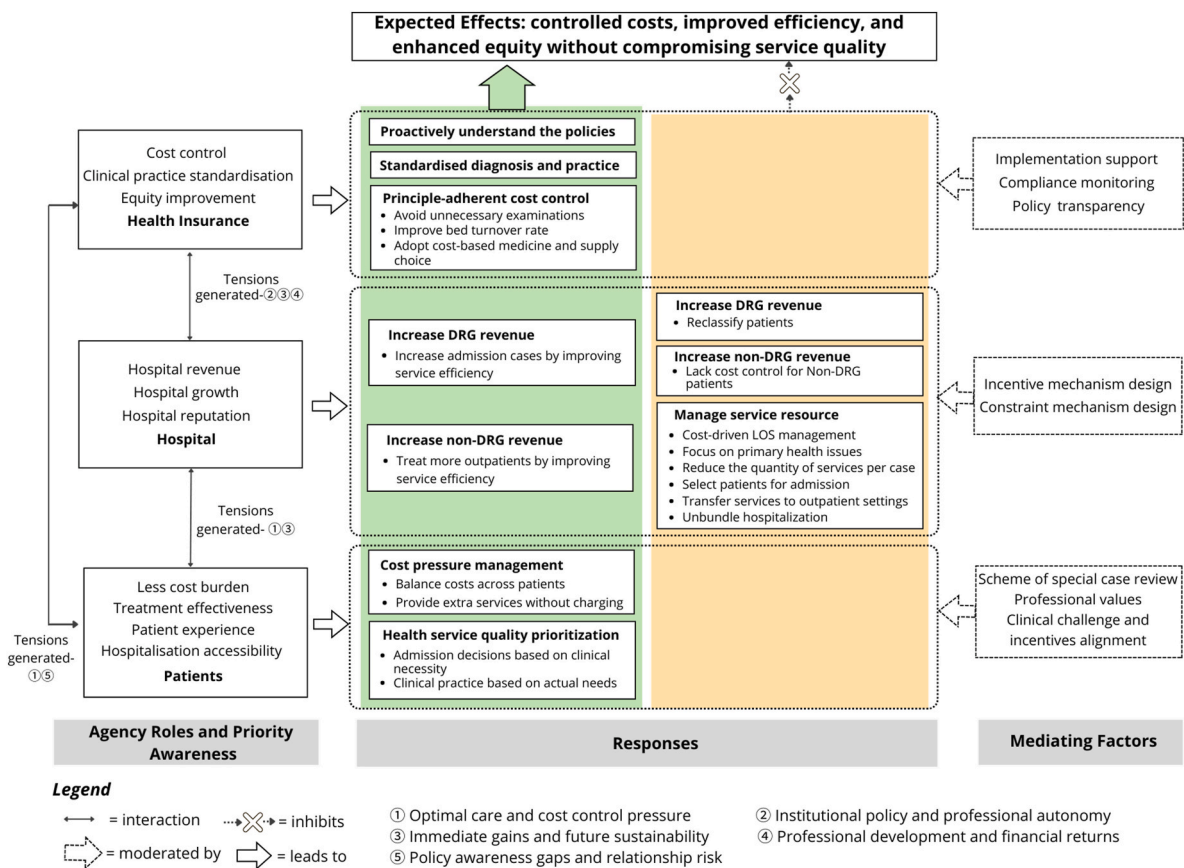 Expected Effects: controlled costs, improved efficiency, and
enhanced equity without compromising service quality
Cost control
Clinical practice standardisation
Equity improvement
Health Insurance
Tensions
generated-②③④
Hospital revenue
Hospital growth
Hospital reputation
Hospital
Tensions
generated- ①③
Less cost burden
Treatment effectiveness
Patient experience
Hospitalisation accessibility
Patients
Tensions
generated-
①⑤
Proactively understand the policies
Standardised diagnosis and practice
Principle-adherent cost control
• Avoid unnecessary examinations
• Improve bed turnover rate
• Adopt cost-based medicine and supply
choice
Increase DRG revenue
• Increase admission cases by improving
service efficiency
Increase non-DRG revenue
• Treat more outpatients by improving
service efficiency
Increase DRG revenue
• Reclassify patients
Increase non-DRG revenue
• Lack cost control for Non-DRG
patients
Manage service resource
• Cost-driven LOS management
• Focus on primary health issues
• Reduce the quantity of services per case
• Select patients for admission
• Transfer services to outpatient settings
• Unbundle hospitalization
Cost pressure management
• Balance costs across patients
• Provide extra services without charging
Health service quality prioritization
• Admission decisions based on clinical
necessity
• Clinical practice based on actual needs
Implementation support
Compliance monitoring
Policy transparency
Incentive mechanism design
Constraint mechanism design
Scheme of special case review
Professional values
Clinical challenge and
incentives alignment
Agency Roles and Priority
Awareness
Responses
Mediating Factors
Legend
= interaction
= inhibits
= moderated by
= leads to
① Optimal care and cost control pressure
② Institutional policy and professional autonomy
③ Immediate gains and future sustainability
④ Professional development and financial returns
⑤ Policy awareness gaps and relationship risk